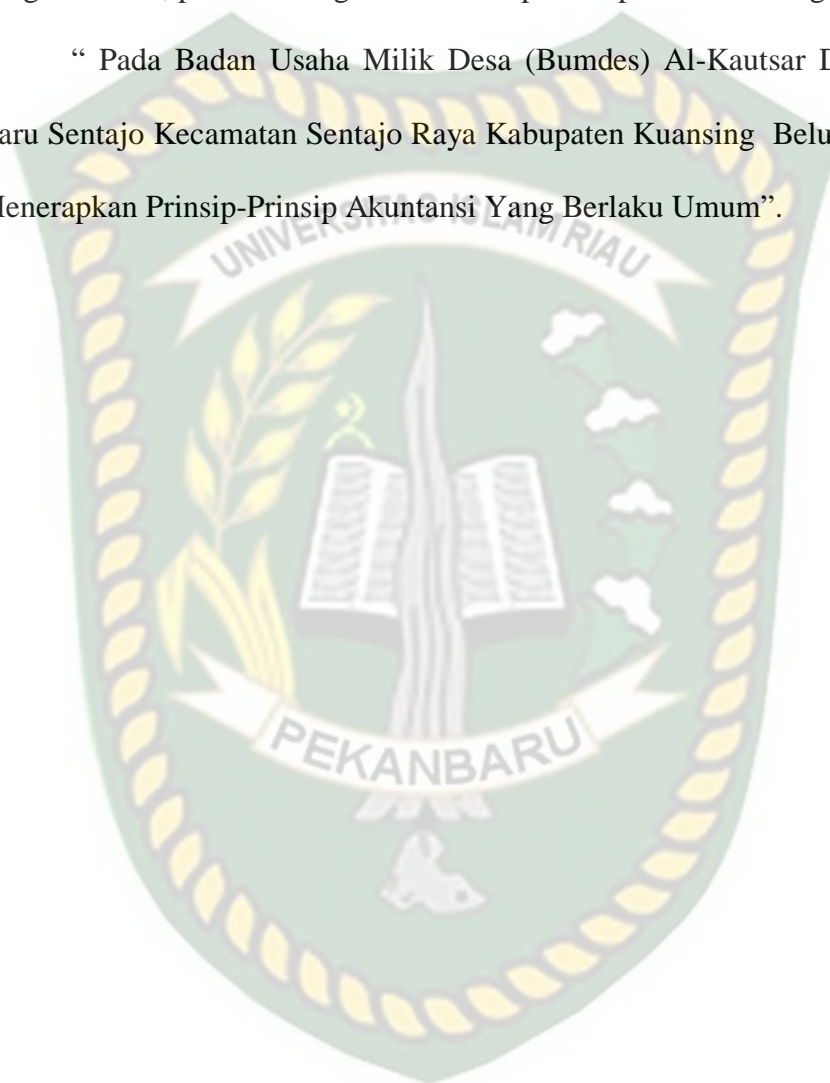 “ Pada Badan Usaha Milik Desa (Bumdes) Al-Kautsar
aru Sentajo Kecamatan Sentajo Raya Kabupaten Kuansing Belu
Menerapkan Prinsip-Prinsip Akuntansi Yang Berlaku Umum”.
UNIVERSITAS ISLAM RIAU
PEKANBARU